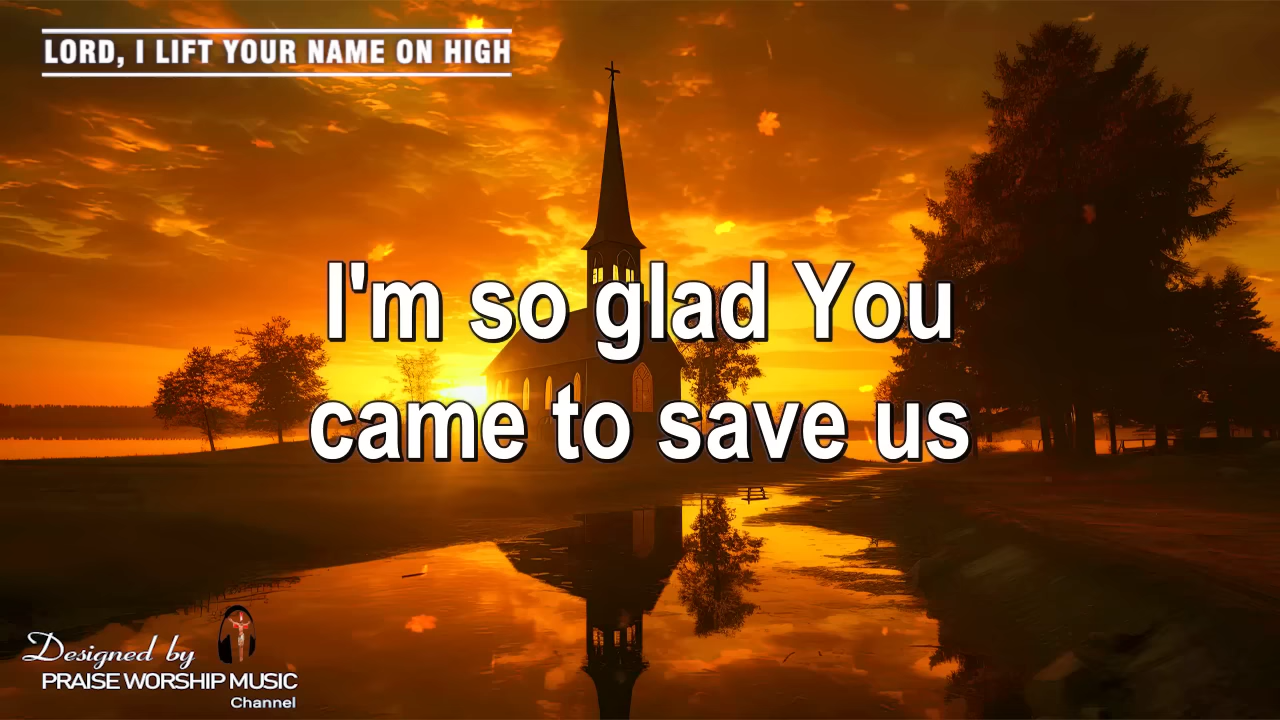 LORD, I LIFT YOUR NAME ON HIGH
I'm so glad You
came to save us
Designed by
PRAISE WORSHIP MUSIC
Channel